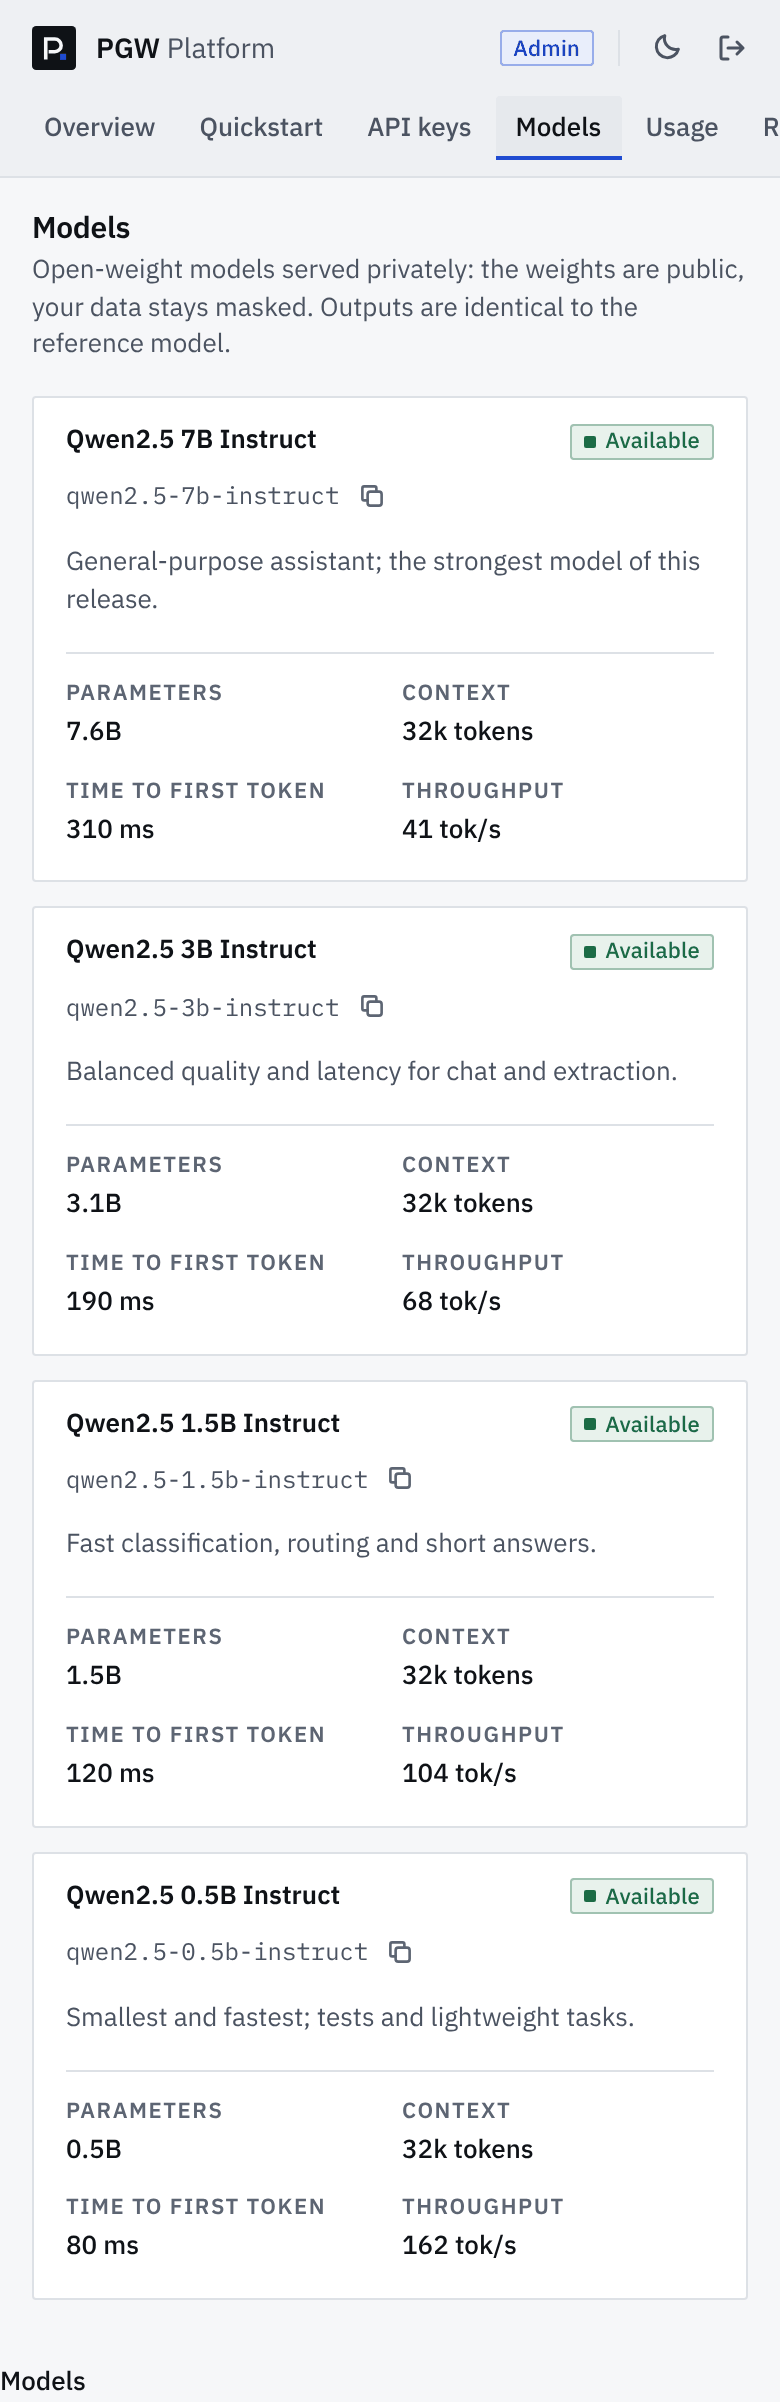 P. PGW Platform Admin
Overview Quickstart API keys Models Usage R
Models
Open-weight models served privately: the weights are public,
your data stays masked. Outputs are identical to the
reference model.
Qwen2.5 7B Instruct Available
qwen2.5-7b-instruct
General-purpose assistant; the strongest model of this
release.
PARAMETERS CONTEXT
7.6B 32k tokens
TIME TO FIRST TOKEN THROUGHPUT
310 ms 41 tok/s
Qwen2.5 3B Instruct Available
qwen2.5-3b-instruct
Balanced quality and latency for chat and extraction.
PARAMETERS CONTEXT
3.1B 32k tokens
TIME TO FIRST TOKEN THROUGHPUT
190 ms 68 tok/s
Qwen2.5 1.5B Instruct Available
qwen2.5-1.5b-instruct
Fast classification, routing and short answers.
PARAMETERS CONTEXT
1.5B 32k tokens
TIME TO FIRST TOKEN THROUGHPUT
120 ms 104 tok/s
Qwen2.5 0.5B Instruct Available
qwen2.5-0.5b-instruct
Smallest and fastest; tests and lightweight tasks.
PARAMETERS CONTEXT
0.5B 32k tokens
TIME TO FIRST TOKEN THROUGHPUT
80 ms 162 tok/s
Models